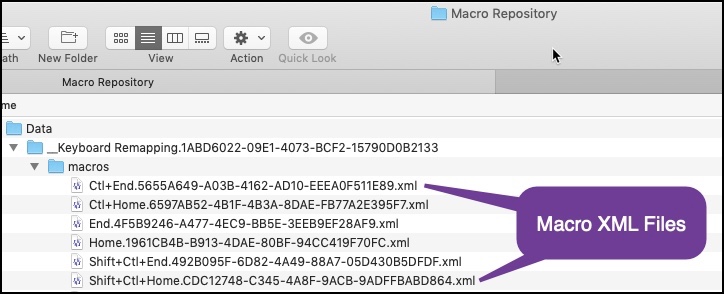 Macro Repository
ath
New Folder
View
Action
Quick Look
Macro Repository
me
Data
__Keyboard Remapping.1ABD6022-09E1-4073-BCF2-15790D0B2133
macros
Ctl+End.5655A649-A03B-4162-AD10-EEEA0F511E89.xml
Ctl+Home.6597AB52-4B1F-4B3A-8DAE-FB77A2E395F7.xml
End.4F5B9246-A477-4EC9-BB5E-3EEB9EF28AF9.xml
Home.1961CB4B-B913-4DAE-80BF-94CC419F70FC.xml
Shift+Ctl+End.492B095F-6D82-4A49-88A7-05D430B5DFDF.xml
Shift+Ctl+Home.CDC12748-C345-4A8F-9ACB-9ADFFBABD864.xml
Macro XML Files